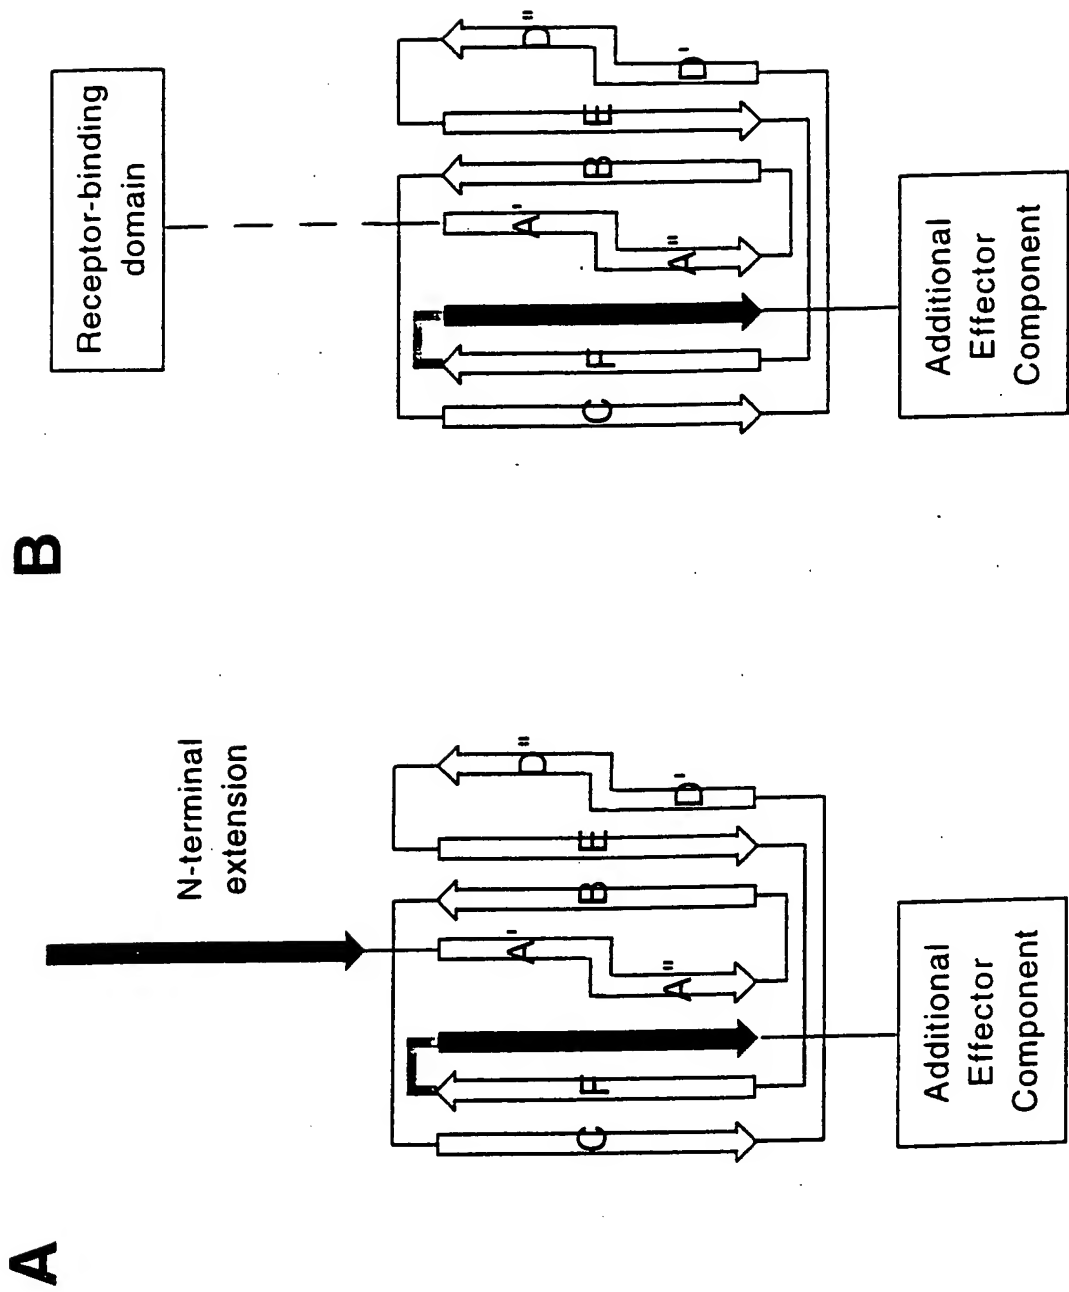 A
N-terminal
extension
C
F
A'
A"
B
E
D'
D"
Additional
Effector
Component
B
Receptor-binding
domain
C
F
A'
A"
B
E
D'
D"
Additional
Effector
Component